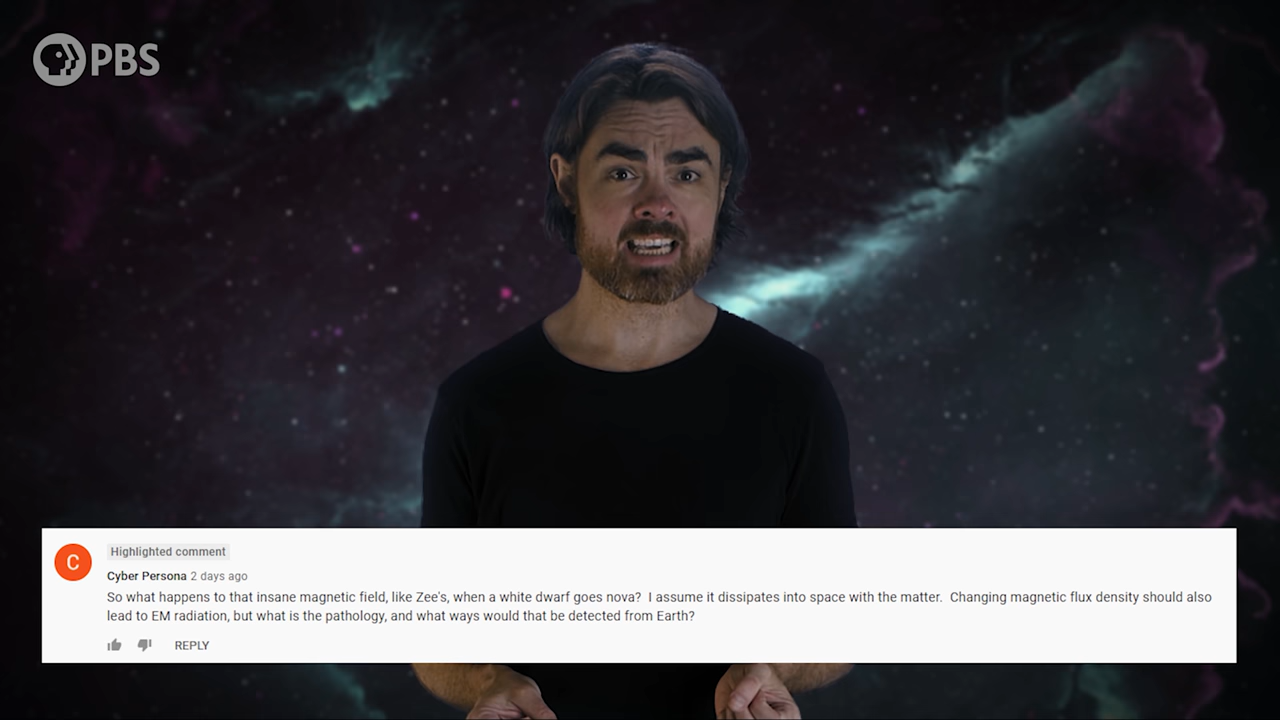 PBS
C
Highlighted comment
Cyber Persona 2 days ago
So what happens to that insane magnetic field, like Zee's, when a white dwarf goes nova?  I assume it dissipates into space with the matter.  Changing magnetic flux density should also
lead to EM radiation, but what is the pathology, and what ways would that be detected from Earth?
REPLY